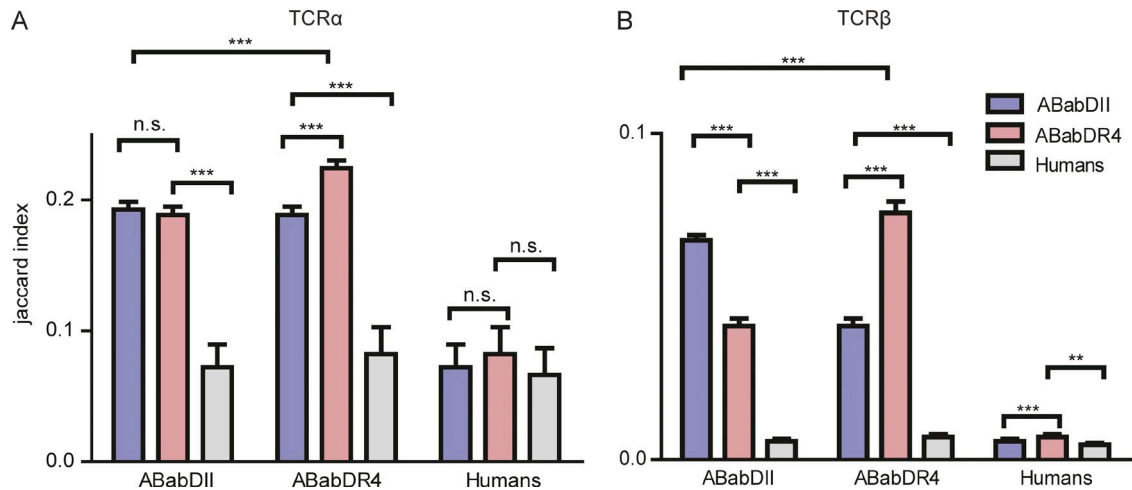 A
TCRα
***
***
n.s.
***
***
n.s.
n.s.
jaccard index
0.2
0.1
0.0
ABabDII
ABabDR4
Humans
B
TCRβ
***
***
***
***
***
***
**
0.1
0.0
ABabDII
ABabDR4
Humans
ABabDII
ABabDR4
Humans